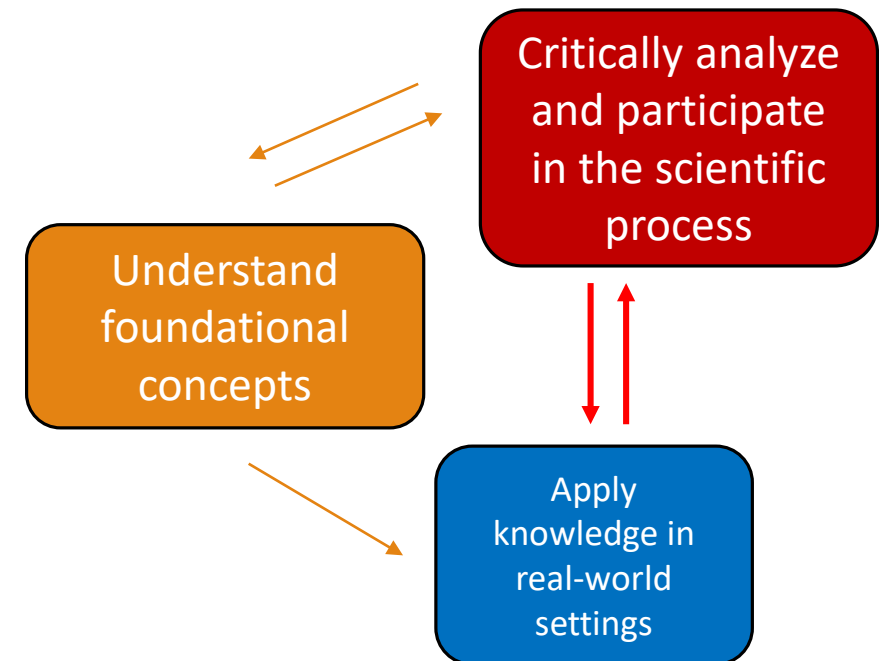 Critically analyze
and participate
in the scientific
process
Understand
foundational
concepts
Apply
knowledge in
real-world
settings